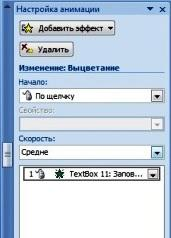 Настройка анимации
Добавить эффект
Удалить
Изменение: Выцветание
Начало:
По щелчку
Свойство:
Скорость:
Средне
1 TextBox 11: Запов...